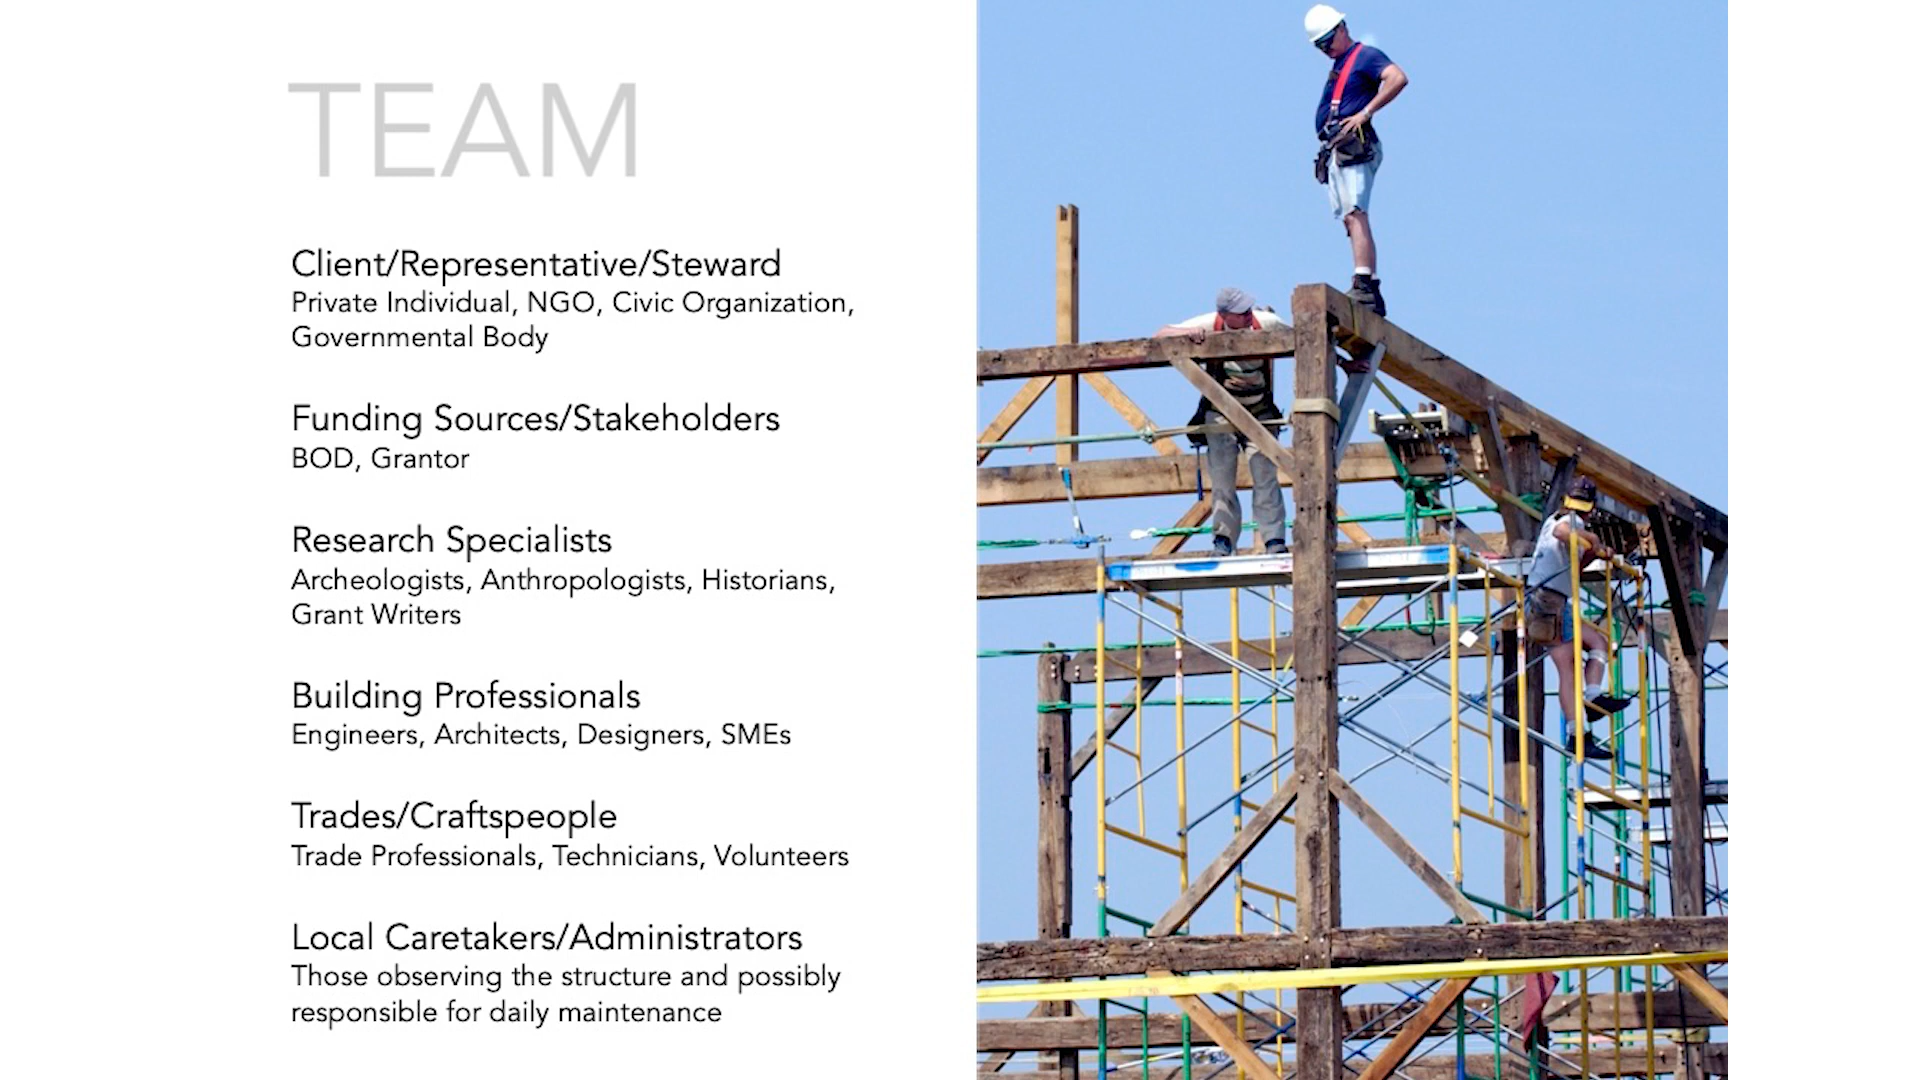 TEAM
Client/Representative/Steward
Private Individual, NGO, Civic Organization,
Governmental Body
Funding Sources/Stakeholders
BOD, Grantor
Research Specialists
Archeologists, Anthropologists, Historians,
Grant Writers
Building Professionals
Engineers, Architects, Designers, SMEs
Trades/Craftspeople
Trade Professionals, Technicians, Volunteers
Local Caretakers/Administrators
Those observing the structure and possibly
responsible for daily maintenance